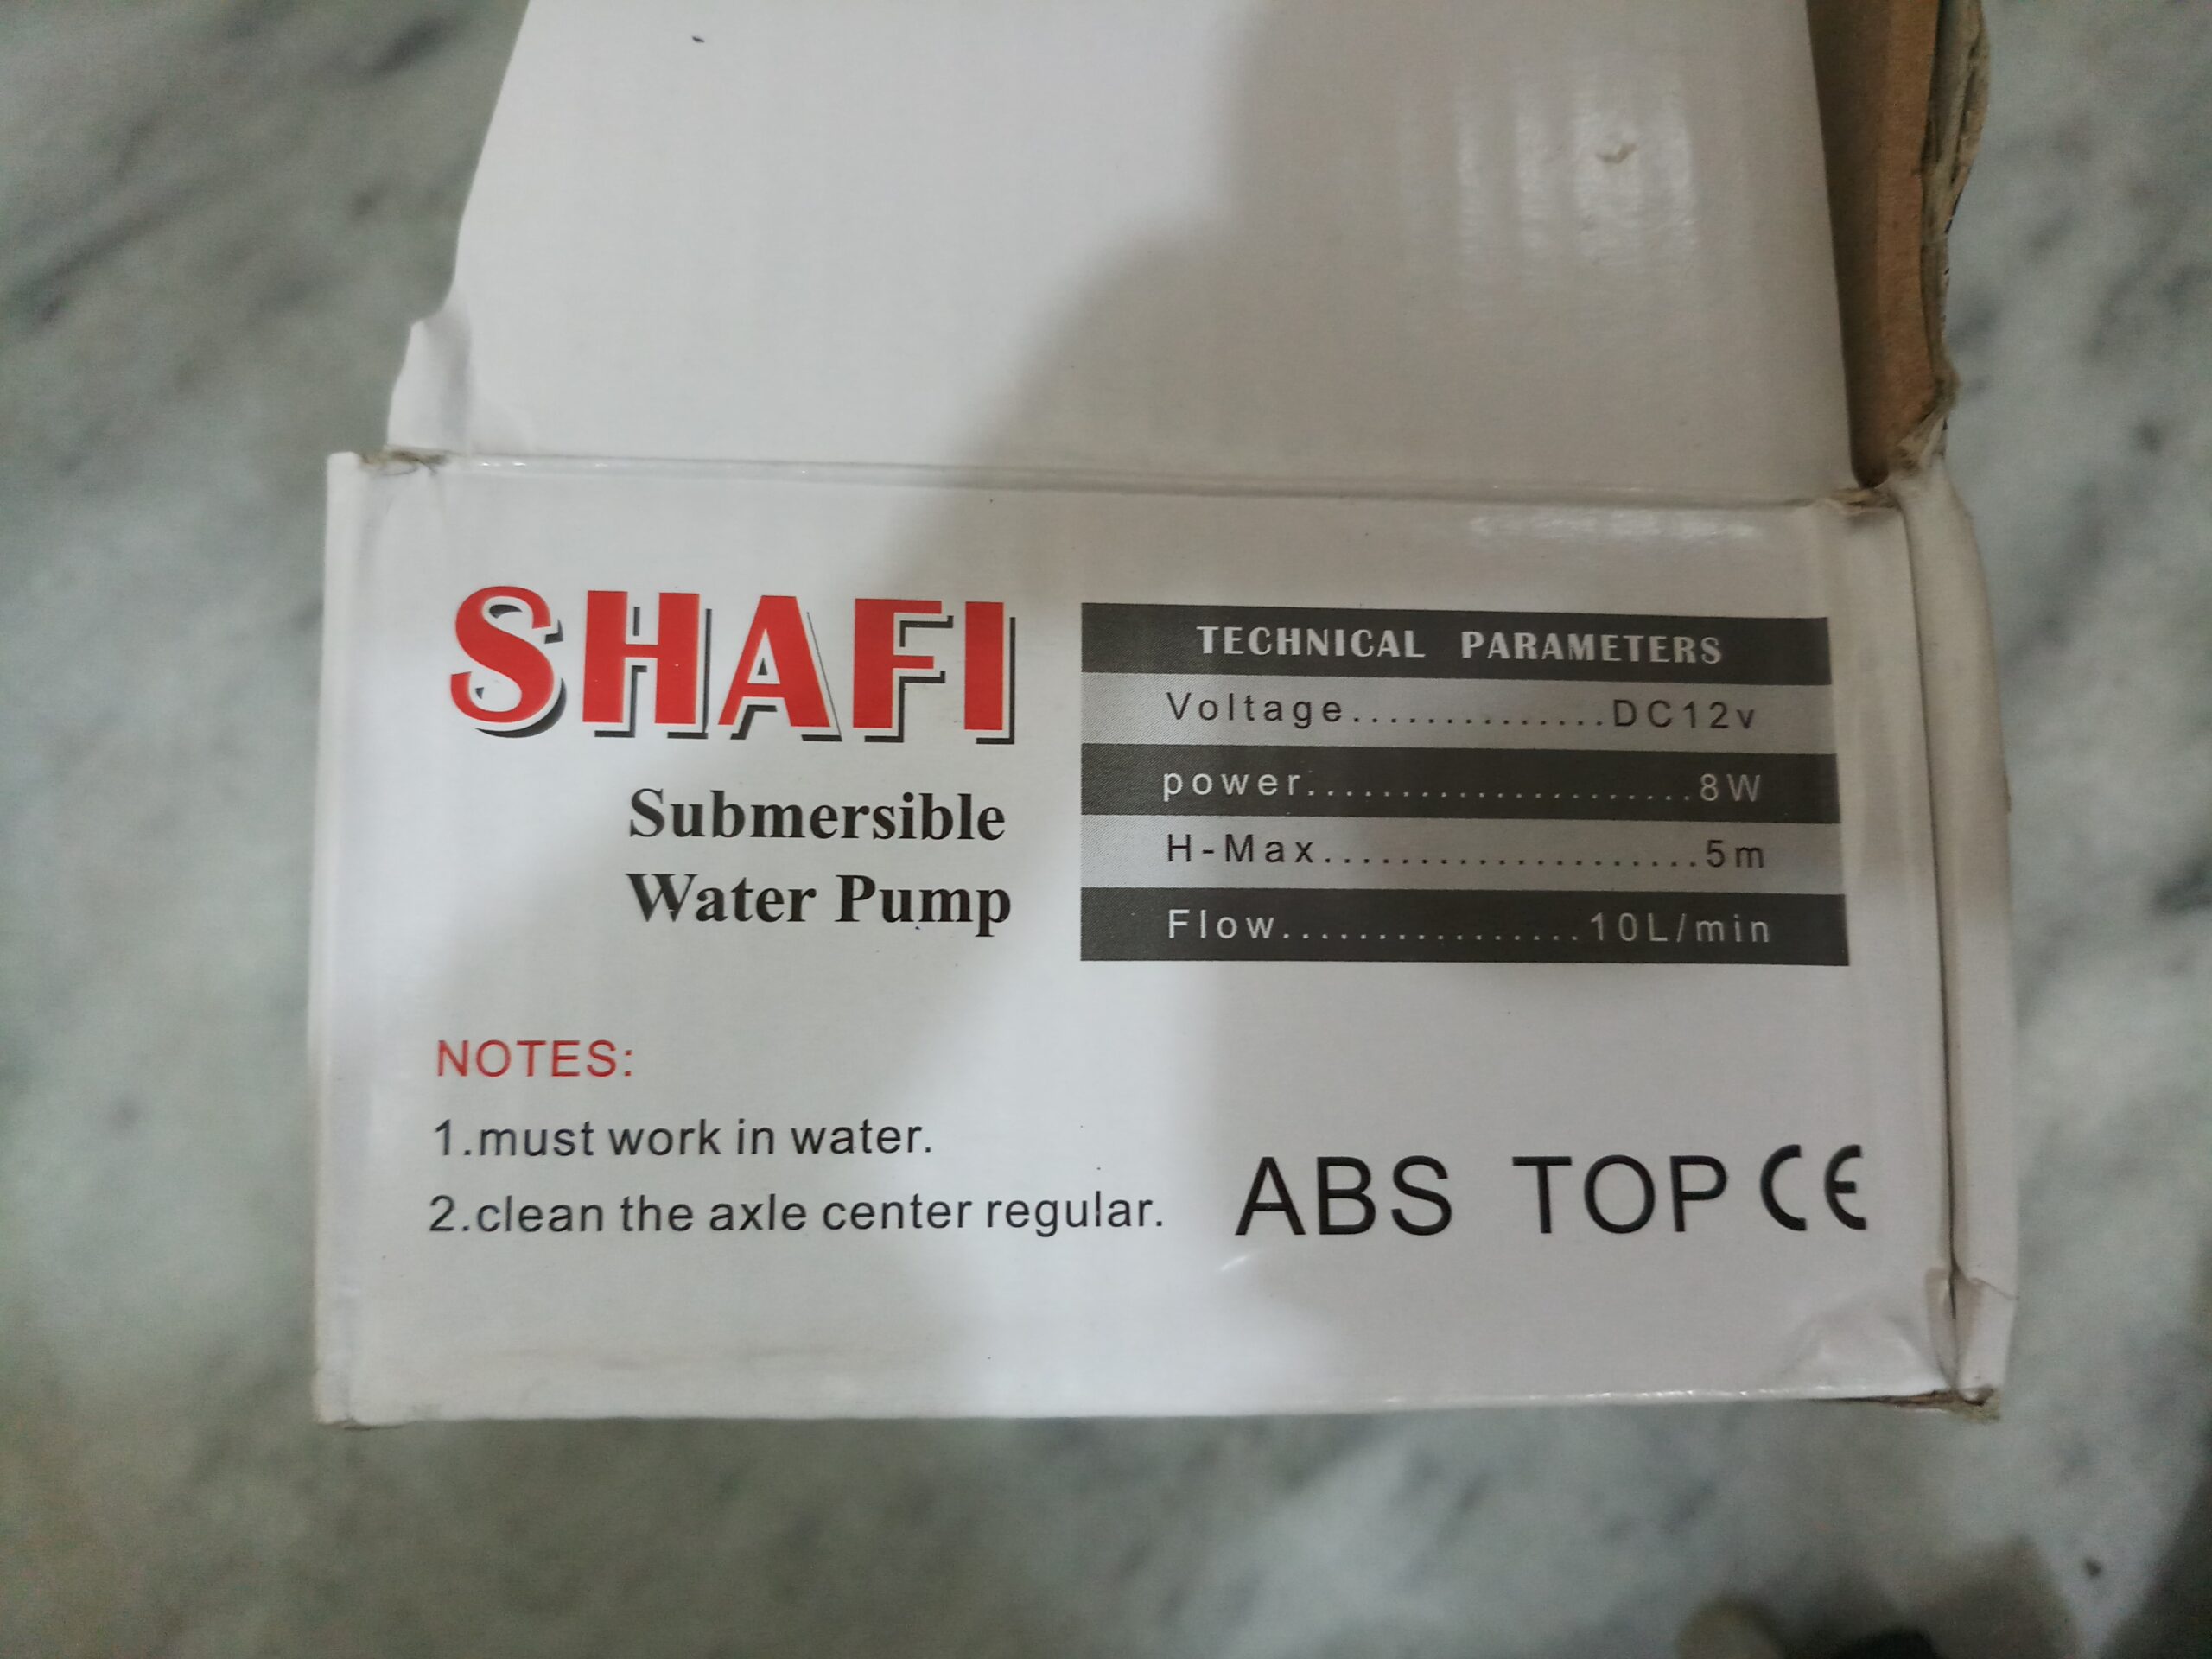 SHAFI
Submersible
Water Pump
TECHNICAL PARAMETERS
Voltage..............DC12v
power.....................8W
H-Max....................5m
Flow.................10L/min
NOTES:
1.must work in water.
2.clean the axle center regular.
ABS TOP CE